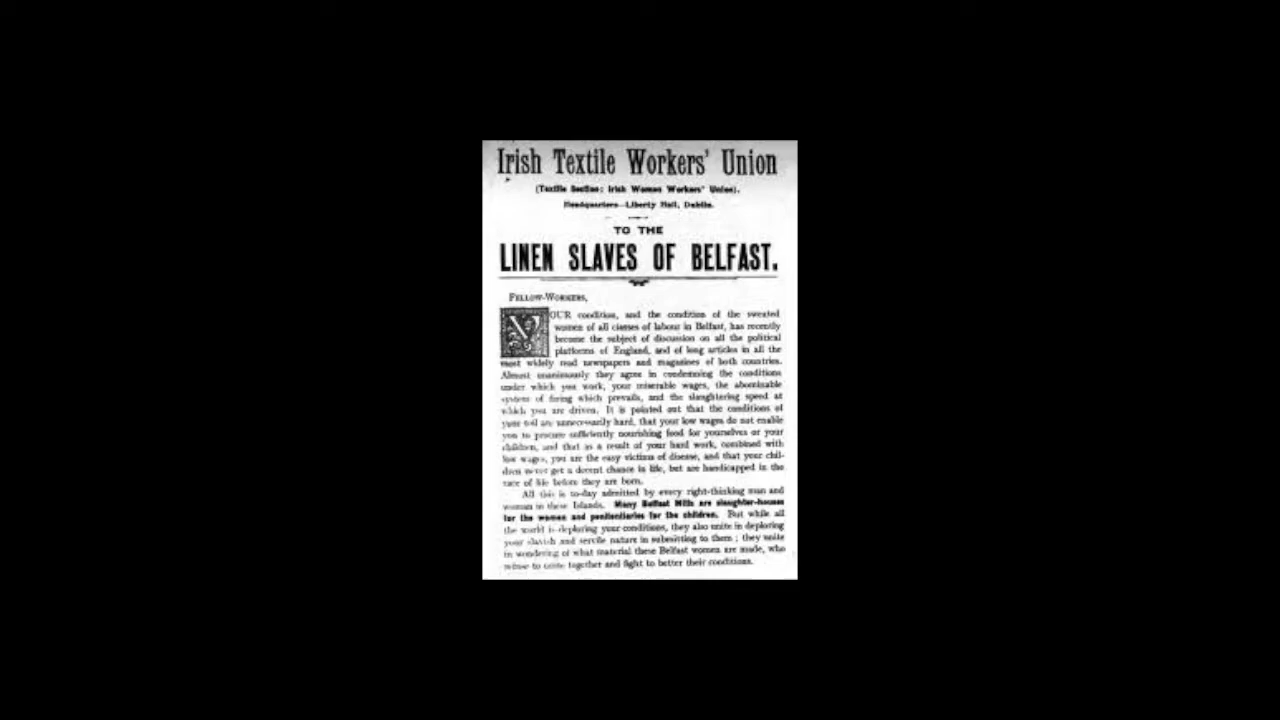 Irish Textile Workers' Union
(Textile Section: Irish Women Workers' Union).
Headquarters—Liberty Hall, Dublin.
TO THE
LINEN SLAVES OF BELFAST.
FELLOW-WORKERS,
YOUR condition, and the condition of the sweated
women of all classes of labour in Belfast, has recently
become the subject of discussion on all the political
platforms of England, and of long articles in all the
most widely read newspapers and magazines of both countries.
Almost unanimously they agree in condemning the conditions
under which you work, your miserable wages, the abominable
system of fining which prevails, and the slaughtering speed at
which you are driven. It is pointed out that the conditions of
your toil are unnecessarily hard, that your low wages do not enable
you to procure sufficiently nourishing food for yourselves or your
children, and that as a result of your hard work, combined with
low wages, you are the easy victims of disease, and that your chil-
dren never get a decent chance in life, but are handicapped in the
race of life before they are born.
All this is to-day admitted by every right-thinking man and
woman in these Islands. Many Belfast Mills are slaughter-houses
for the women and penitentiaries for the children. But while all
the world is deploring your conditions, they also unite in deploring
your slavish and servile nature in submitting to them ; they unite
in wondering of what material these Belfast women are made, who
refuse to unite together and fight to better their conditions.